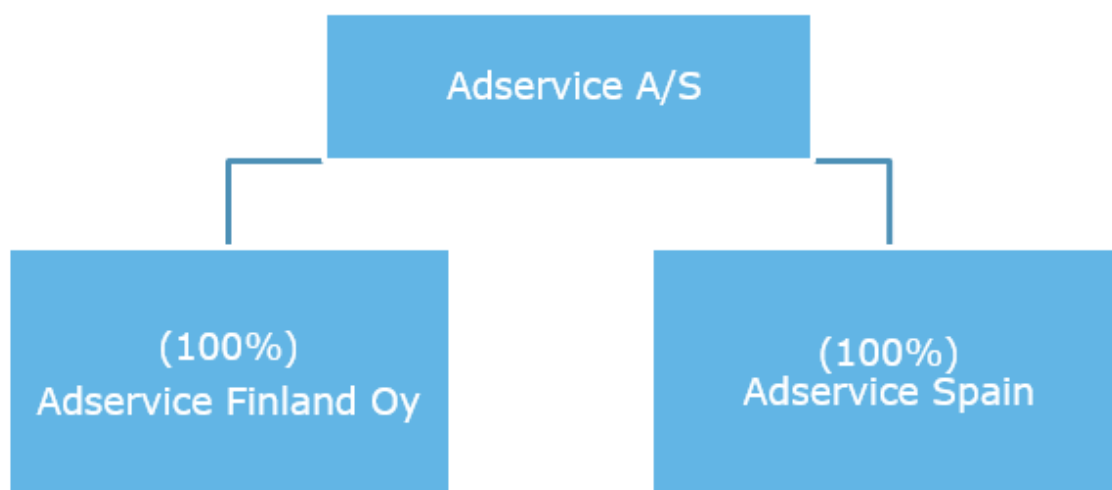 Adservice A/S
(100%)
Adservice Finland Oy
(100%)
Adservice Spain